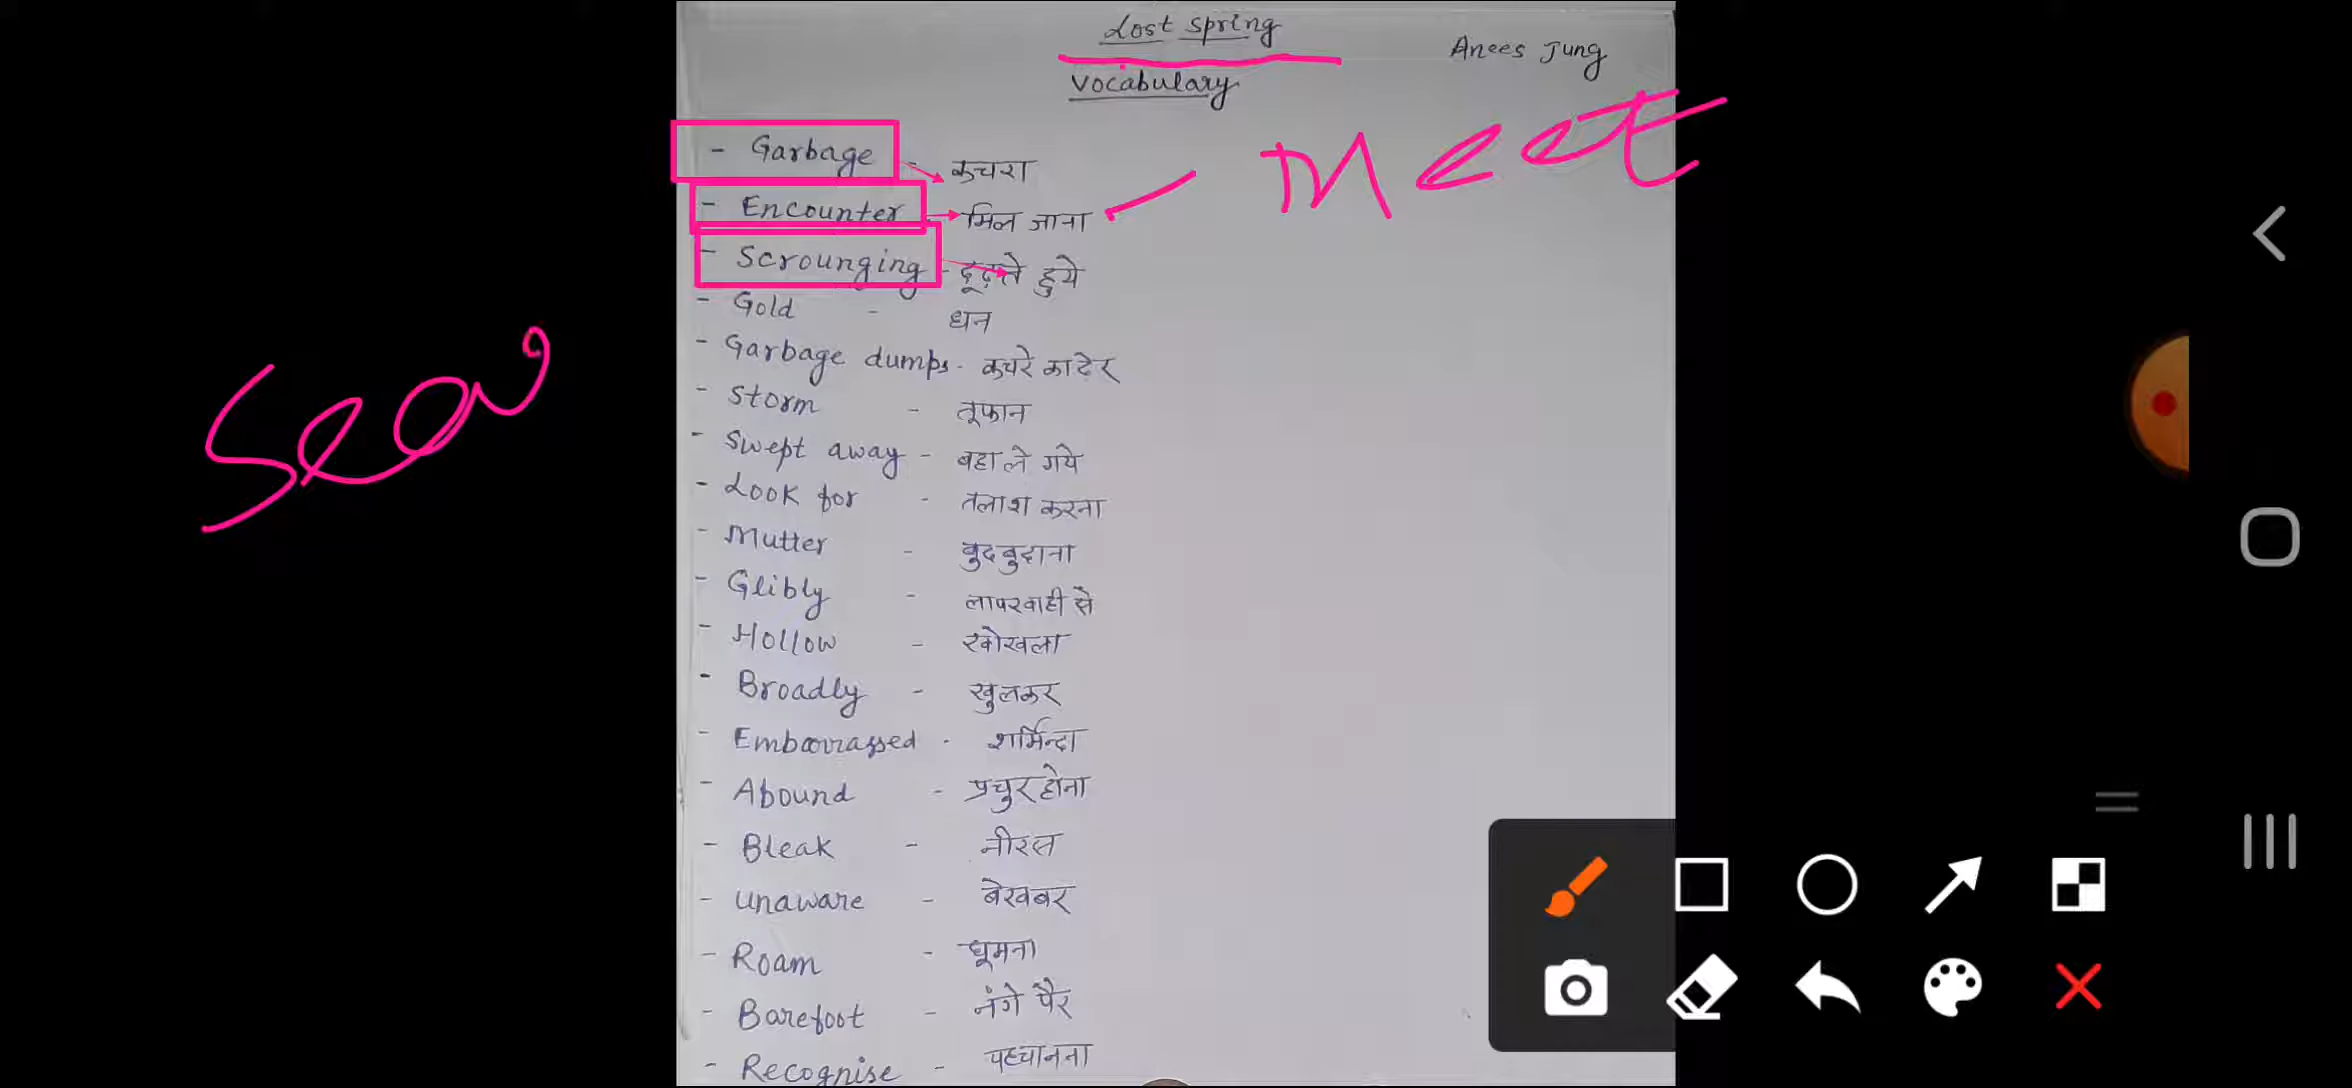 Lost Spring
Anees Jung
Vocabulary
Meet
- Garbage - कचरा
- Encounter - मिल जाना
- Scrounging - ढूढ़ते हुये
- Gold - धन
- Garbage dumps - कचरे का ढेर
- Storm - तूफान
- Swept away - बहा ले गये
- Look for - तलाश करना
- Mutter - बुदबुदाना
- Glibly - लापरवाही से
- Hollow - खोखला
- Broadly - खुलकर
- Embarrassed - शर्मिन्दा
- Abound - प्रचुर होना
- Bleak - नीरस
- unaware - बेखबर
- Roam - घूमना
- Barefoot - नंगे पैर
- Recognise - पहचानना